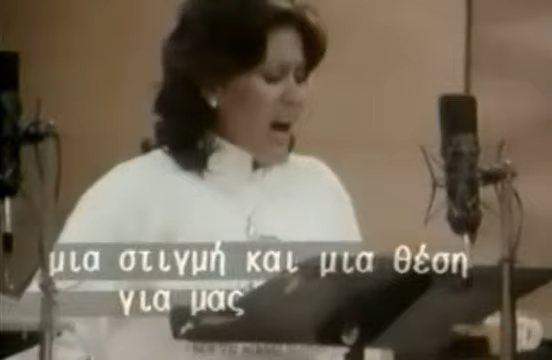 μια στιγμή και μια θέση
για μας